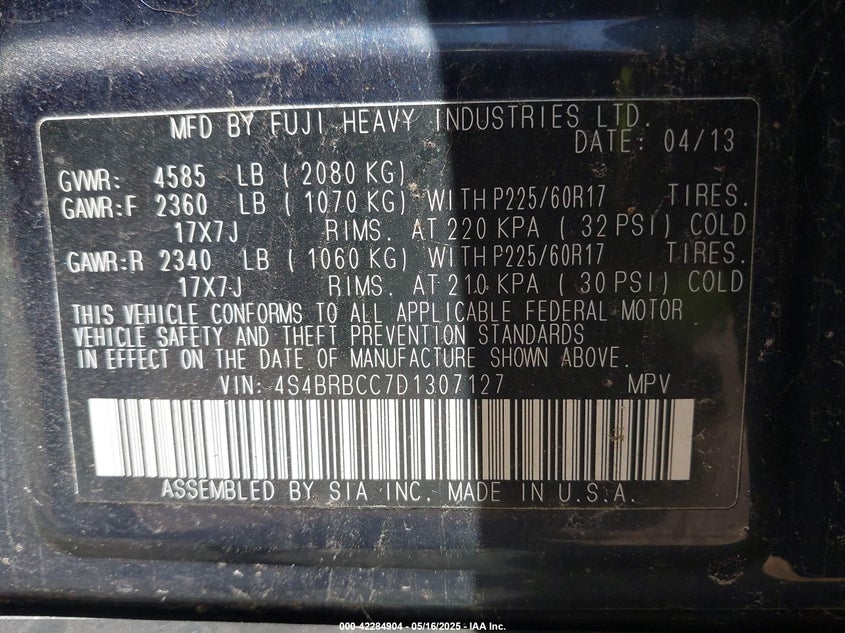 MFD BY FUJI HEAVY INDUSTRIES LTD.
DATE: 04/13
GVWR: 4585 LB ( 2080 KG)
GAWR:F 2360 LB ( 1070 KG) WITH P225/60R17 TIRES.
17X7J RIMS. AT 220 KPA ( 32 PSI) COLD
GAWR:R 2340 LB ( 1060 KG) WITH P225/60R17 TIRES.
17X7J RIMS. AT 210 KPA ( 30 PSI) COLD
THIS VEHICLE CONFORMS TO ALL APPLICABLE FEDERAL MOTOR
VEHICLE SAFETY AND THEFT PREVENTION STANDARDS
IN EFFECT ON THE DATE OF MANUFACTURE SHOWN ABOVE.
VIN: 4S4BRBCC7D1307127 MPV
ASSEMBLED BY SIA INC. MADE IN U.S.A.
000-42284904 - 05/16/2025 - IAA Inc.